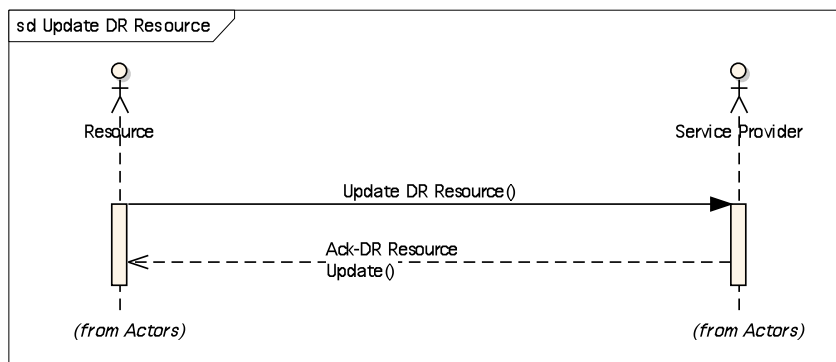 sd Update DR Resource
Resource
Service Provider
Update DR Resource()
Ack-DR Resource
Update()
(from Actors)
(from Actors)